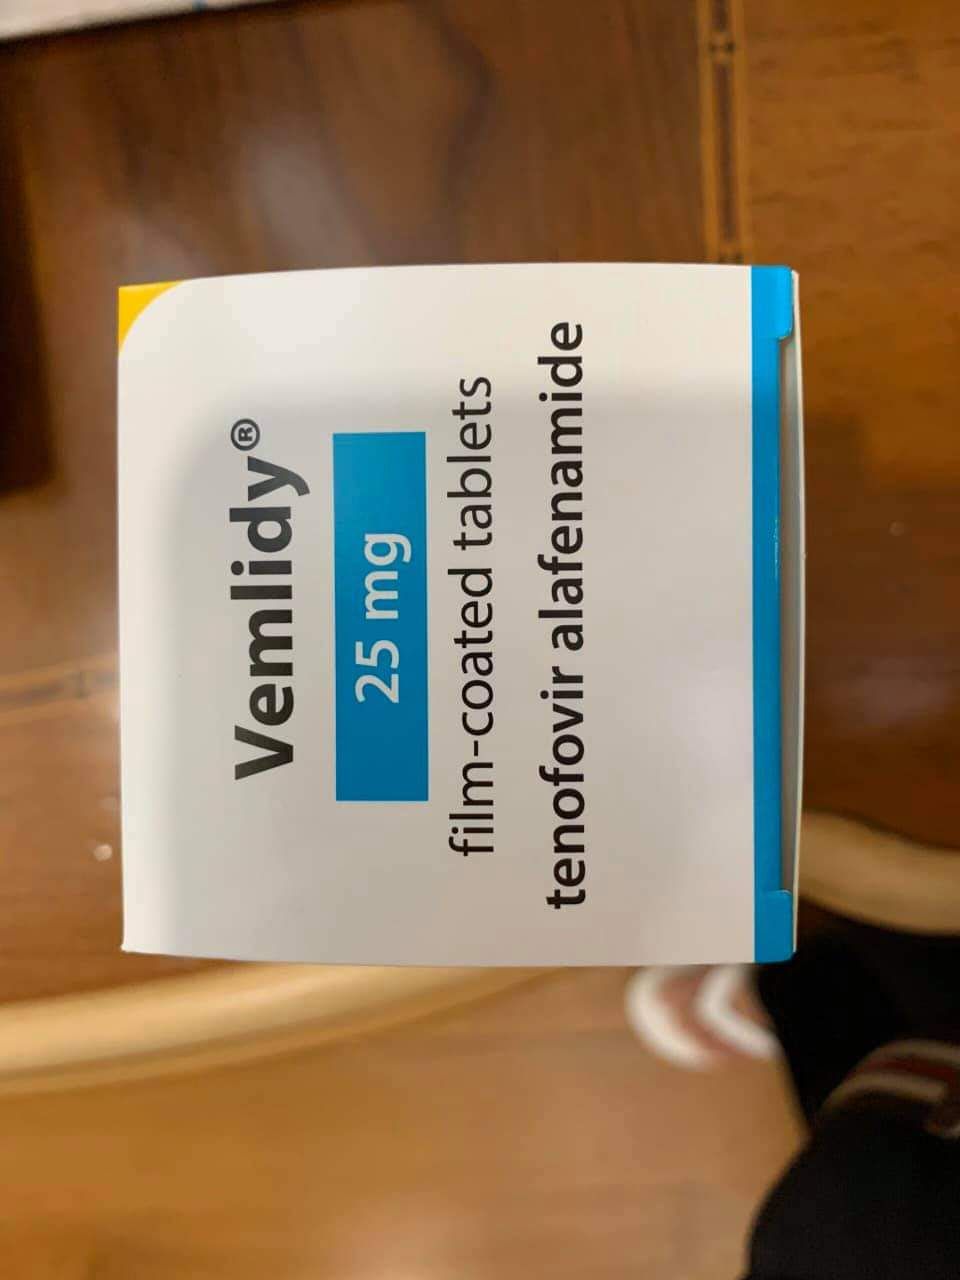 Vemlidy®
25 mg
film-coated tablets
tenofovir alafenamide